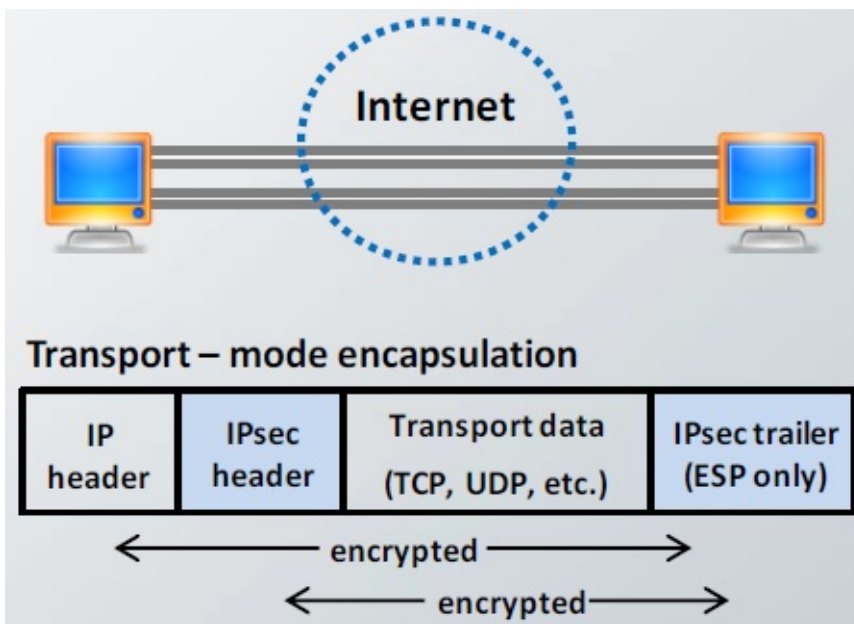 Internet
Transport – mode encapsulation
IP
header
IPsec
header
Transport data
(TCP, UDP, etc.)
IPsec trailer
(ESP only)
encrypted
encrypted